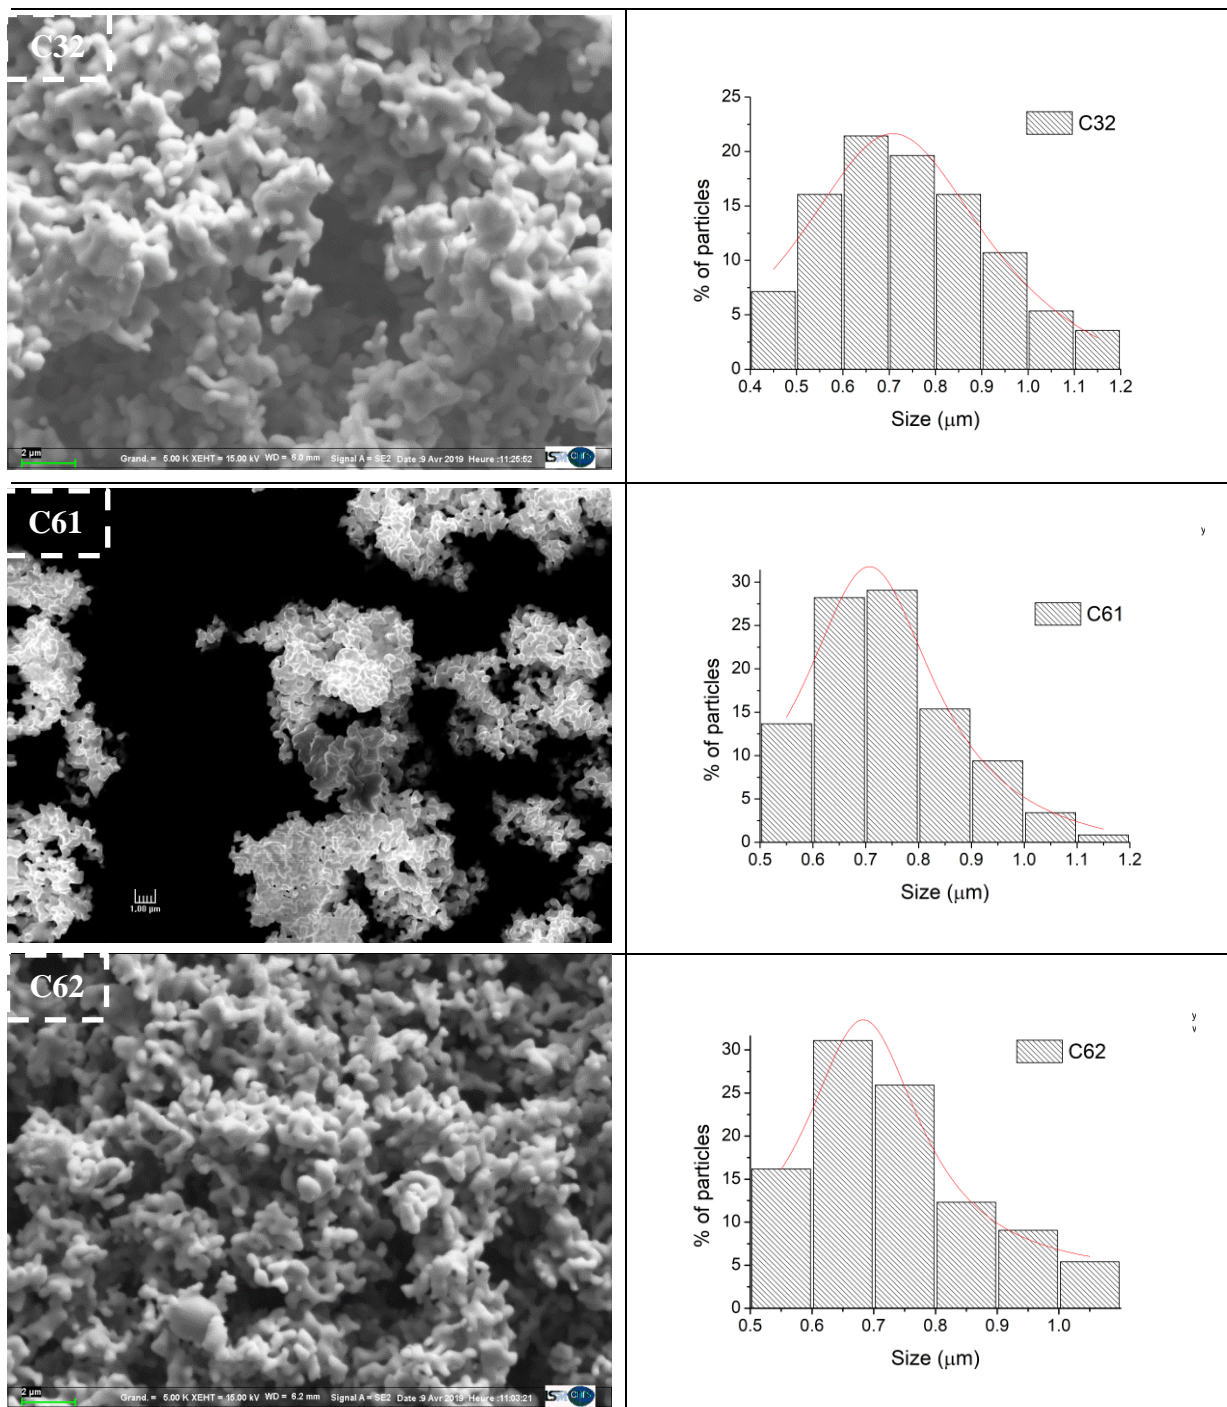 C32
2 µm
Grand. = 5.00 K X EHT = 15.00 kV WD = 6.0 mm Signal A = SE2 Date :9 Avr 2019 Heure :11:25:52
25
20
15
10
5
0
0.4 0.5 0.6 0.7 0.8 0.9 1.0 1.1 1.2
% of particles
Size (µm)
C32
C61
1.00 µm
y
30
25
20
15
10
5
0
0.5 0.6 0.7 0.8 0.9 1.0 1.1 1.2
% of particles
Size (µm)
C61
C62
2 µm
Grand. = 5.00 K X EHT = 15.00 kV WD = 6.2 mm Signal A = SE2 Date :9 Avr 2019 Heure :11:03:21
y
30
25
20
15
10
5
0
0.5 0.6 0.7 0.8 0.9 1.0
% of particles
Size (µm)
C62